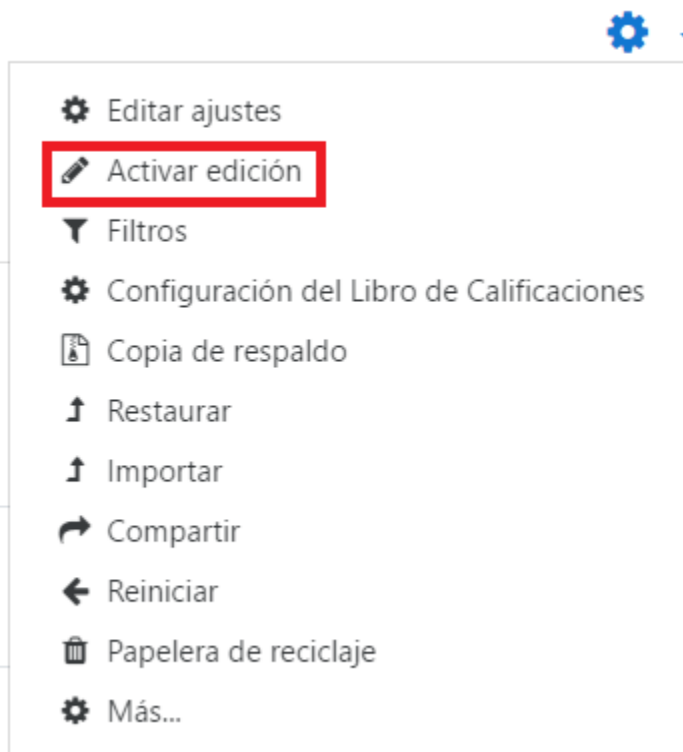 Editar ajustes
Activar edición
Filtros
Configuración del Libro de Calificaciones
Copia de respaldo
Restaurar
Importar
Compartir
Reiniciar
Papelera de reciclaje
Más...